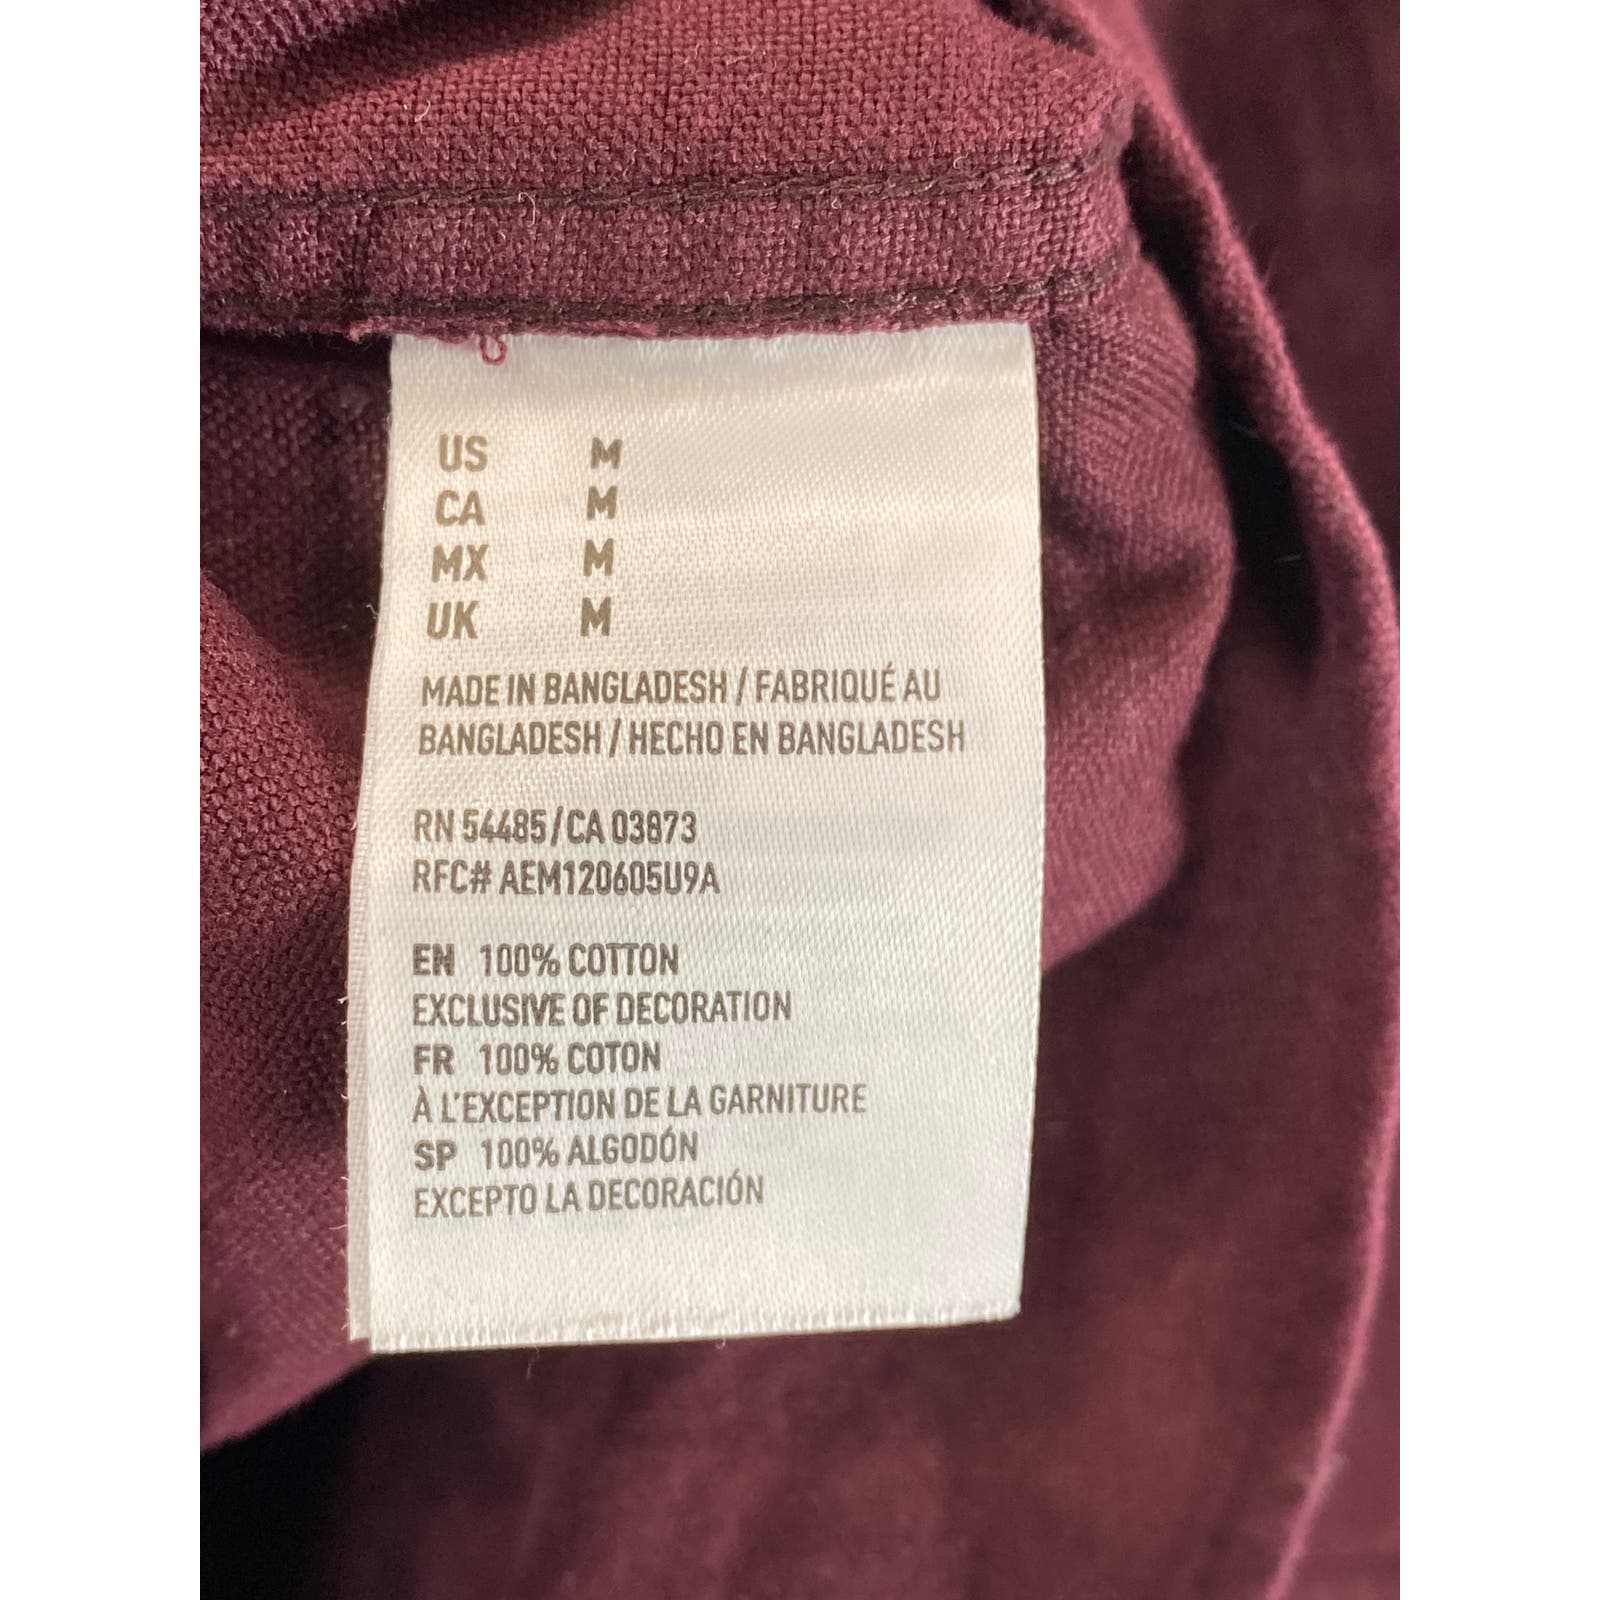 US M
CA M
MX M
UK M
MADE IN BANGLADESH / FABRIQUÉ AU
BANGLADESH / HECHO EN BANGLADESH
RN 54485 / CA 03873
RFC# AEM120605U9A
EN 100% COTTON
EXCLUSIVE OF DECORATION
FR 100% COTON
À L'EXCEPTION DE LA GARNITURE
SP 100% ALGODÓN
EXCEPTO LA DECORACIÓN